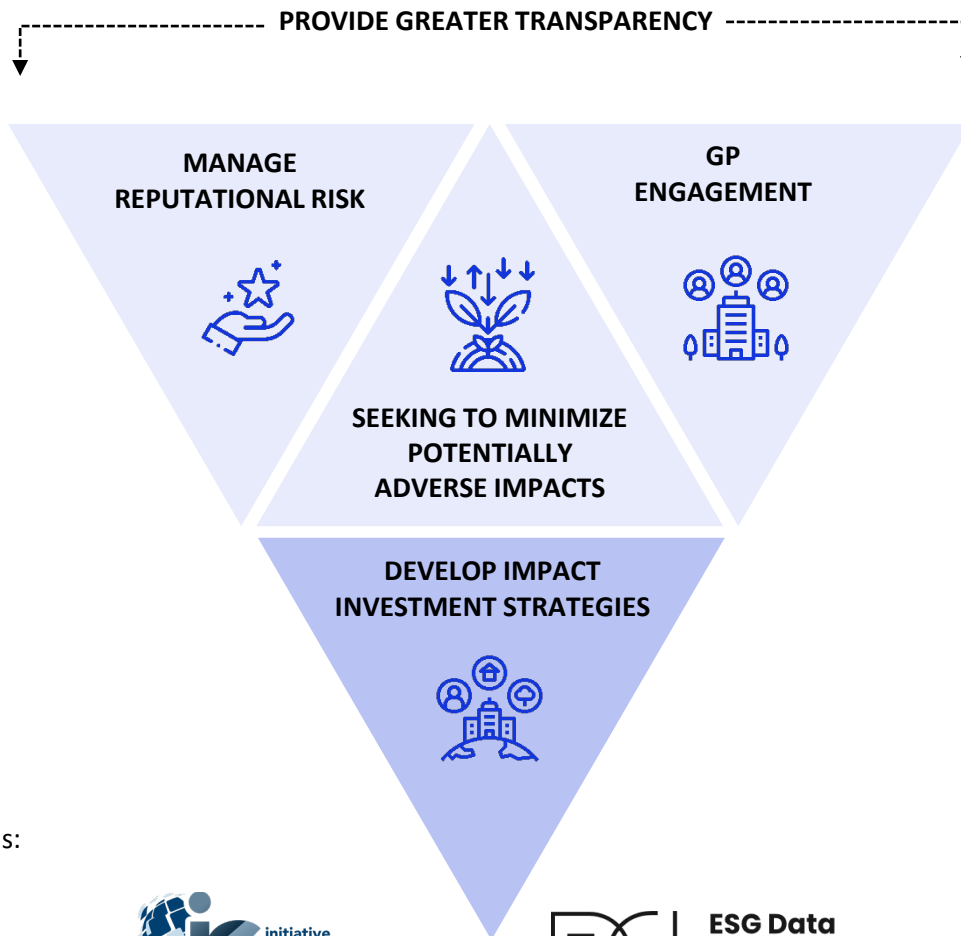 PROVIDE GREATER TRANSPARENCY
MANAGE
REPUTATIONAL RISK
GP
ENGAGEMENT
SEEKING TO MINIMIZE
POTENTIALLY
ADVERSE IMPACTS
DEVELOP IMPACT
INVESTMENT STRATEGIES
s:
ic initiative
ESG Data